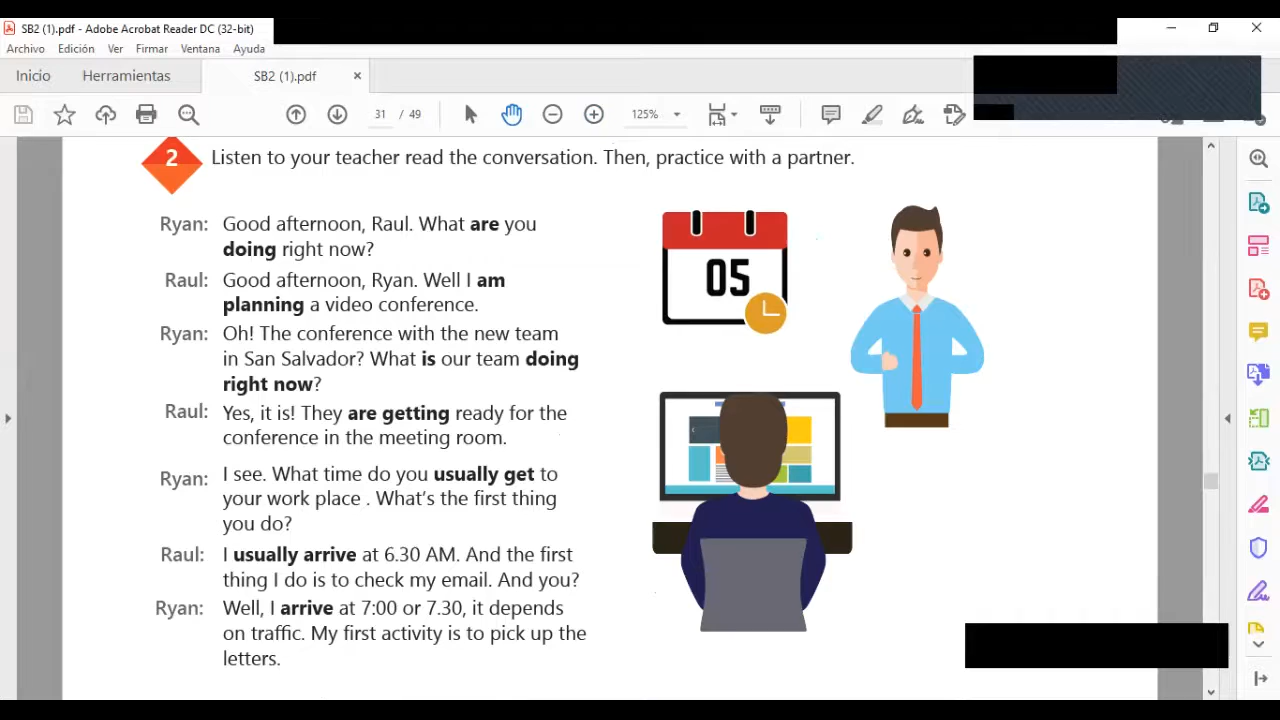 SB2 (1).pdf - Adobe Acrobat Reader DC (32-bit)
Archivo Edición Ver Firmar Ventana Ayuda
Inicio Herramientas SB2 (1).pdf ×
31 / 49 125%
2 Listen to your teacher read the conversation. Then, practice with a partner.
Ryan: Good afternoon, Raul. What are you
doing right now?
Raul: Good afternoon, Ryan. Well I am
planning a video conference.
Ryan: Oh! The conference with the new team
in San Salvador? What is our team doing
right now?
Raul: Yes, it is! They are getting ready for the
conference in the meeting room.
Ryan: I see. What time do you usually get to
your work place . What's the first thing
you do?
Raul: I usually arrive at 6.30 AM. And the first
thing I do is to check my email. And you?
Ryan: Well, I arrive at 7:00 or 7.30, it depends
on traffic. My first activity is to pick up the
letters.
05